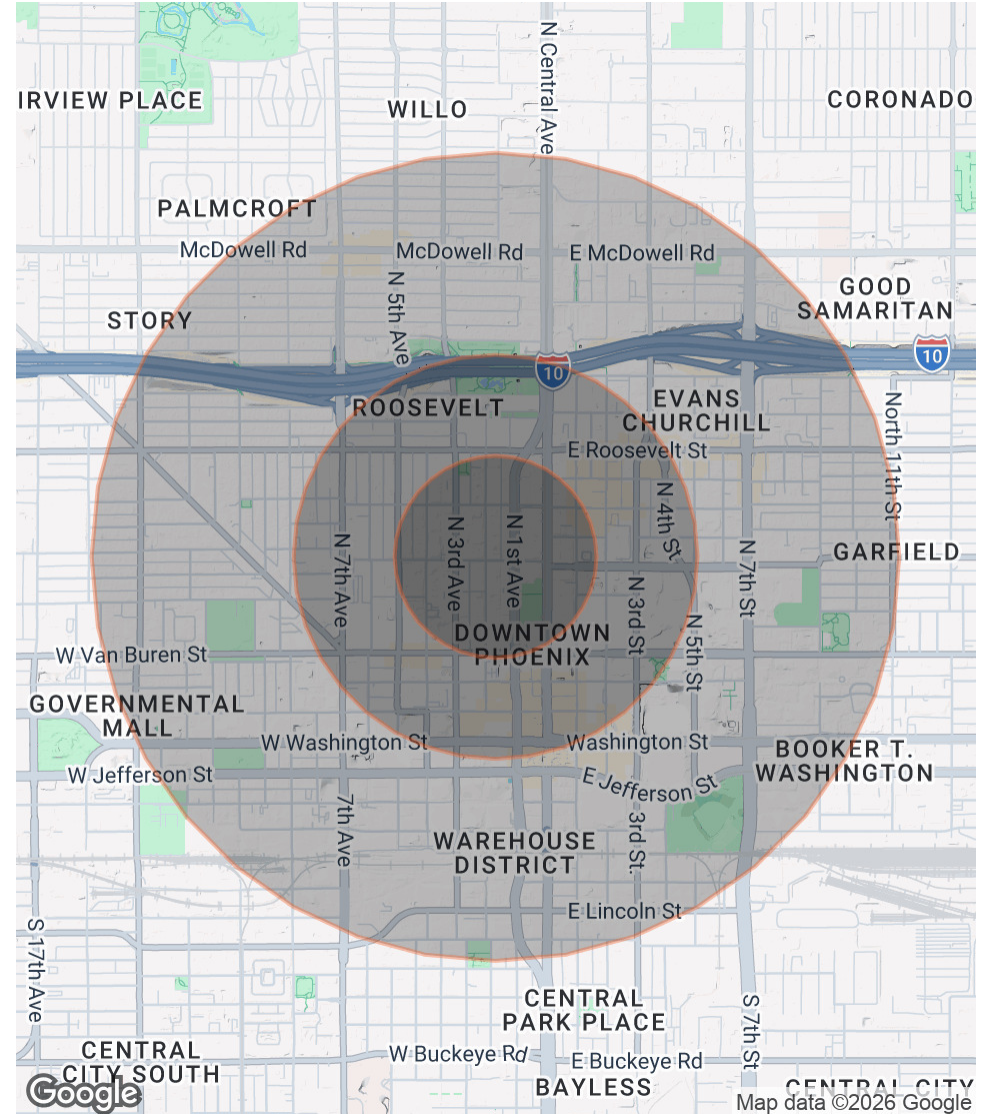 N Central Ave
IRVIEW PLACE
WILLO
CORONADO
PALMCROFT
McDowell Rd
McDowell Rd
E McDowell Rd
N 5th Ave
GOOD
SAMARITAN
STORY
10
10
ROOSEVELT
EVANS
CHURCHILL
North 11th St
E Roosevelt St
N 4th St
N 7th Ave
N 3rd Ave
N 1st Ave
N 7th St
GARFIELD
N 3rd St
N 5th St
DOWNTOWN
PHOENIX
W Van Buren St
GOVERNMENTAL
MALL
W Washington St
Washington St
BOOKER T.
WASHINGTON
W Jefferson St
E Jefferson St
7th Ave
3rd St.
WAREHOUSE
DISTRICT
E Lincoln St
S 17th Ave
CENTRAL
PARK PLACE
S 7th St
CENTRAL
CITY SOUTH
W Buckeye Rd
E Buckeye Rd
BAYLESS
CENTRAL CITY
Google
Map data ©2026 Google